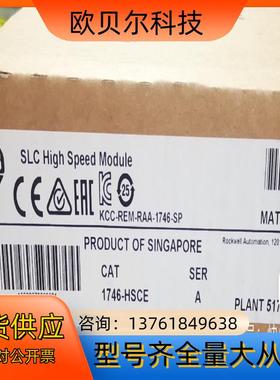 欧贝尔科技
SLC High Speed Module
CE
25
KCC-REM-RAA-1746-SP
MAT
PRODUCT OF SINGAPORE
Rockwell Automation, 120
CAT SER
1746-HSCE A
PLANT 517
货供应
咨询：13761849638
对公开票
型号齐全量大从